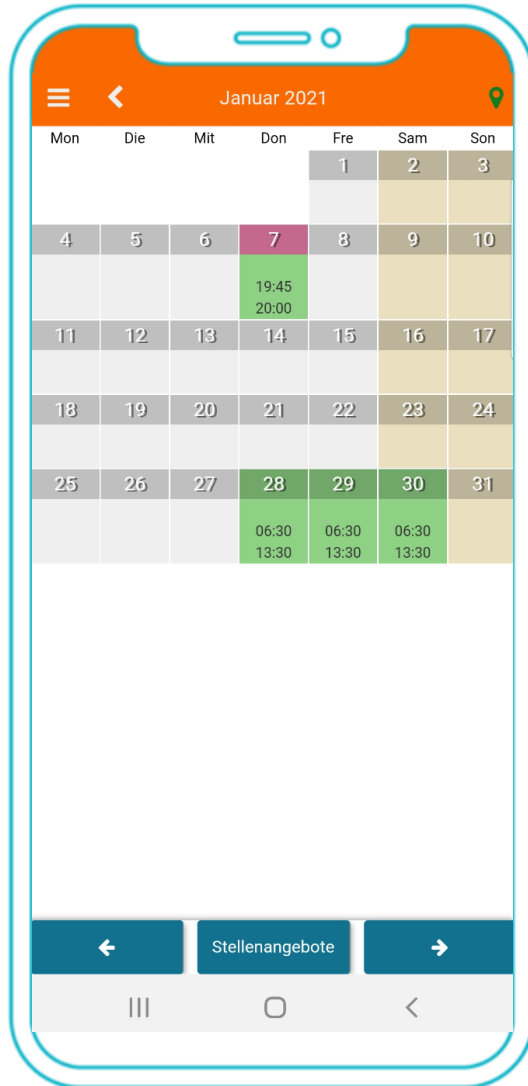 Januar 2021
Mon Die Mit Don Fre Sam Son
1 2 3
4 5 6 7 8 9 10
19:45
20:00
11 12 13 14 15 16 17
18 19 20 21 22 23 24
25 26 27 28 29 30 31
06:30 06:30 06:30
13:30 13:30 13:30
Stellenangebote